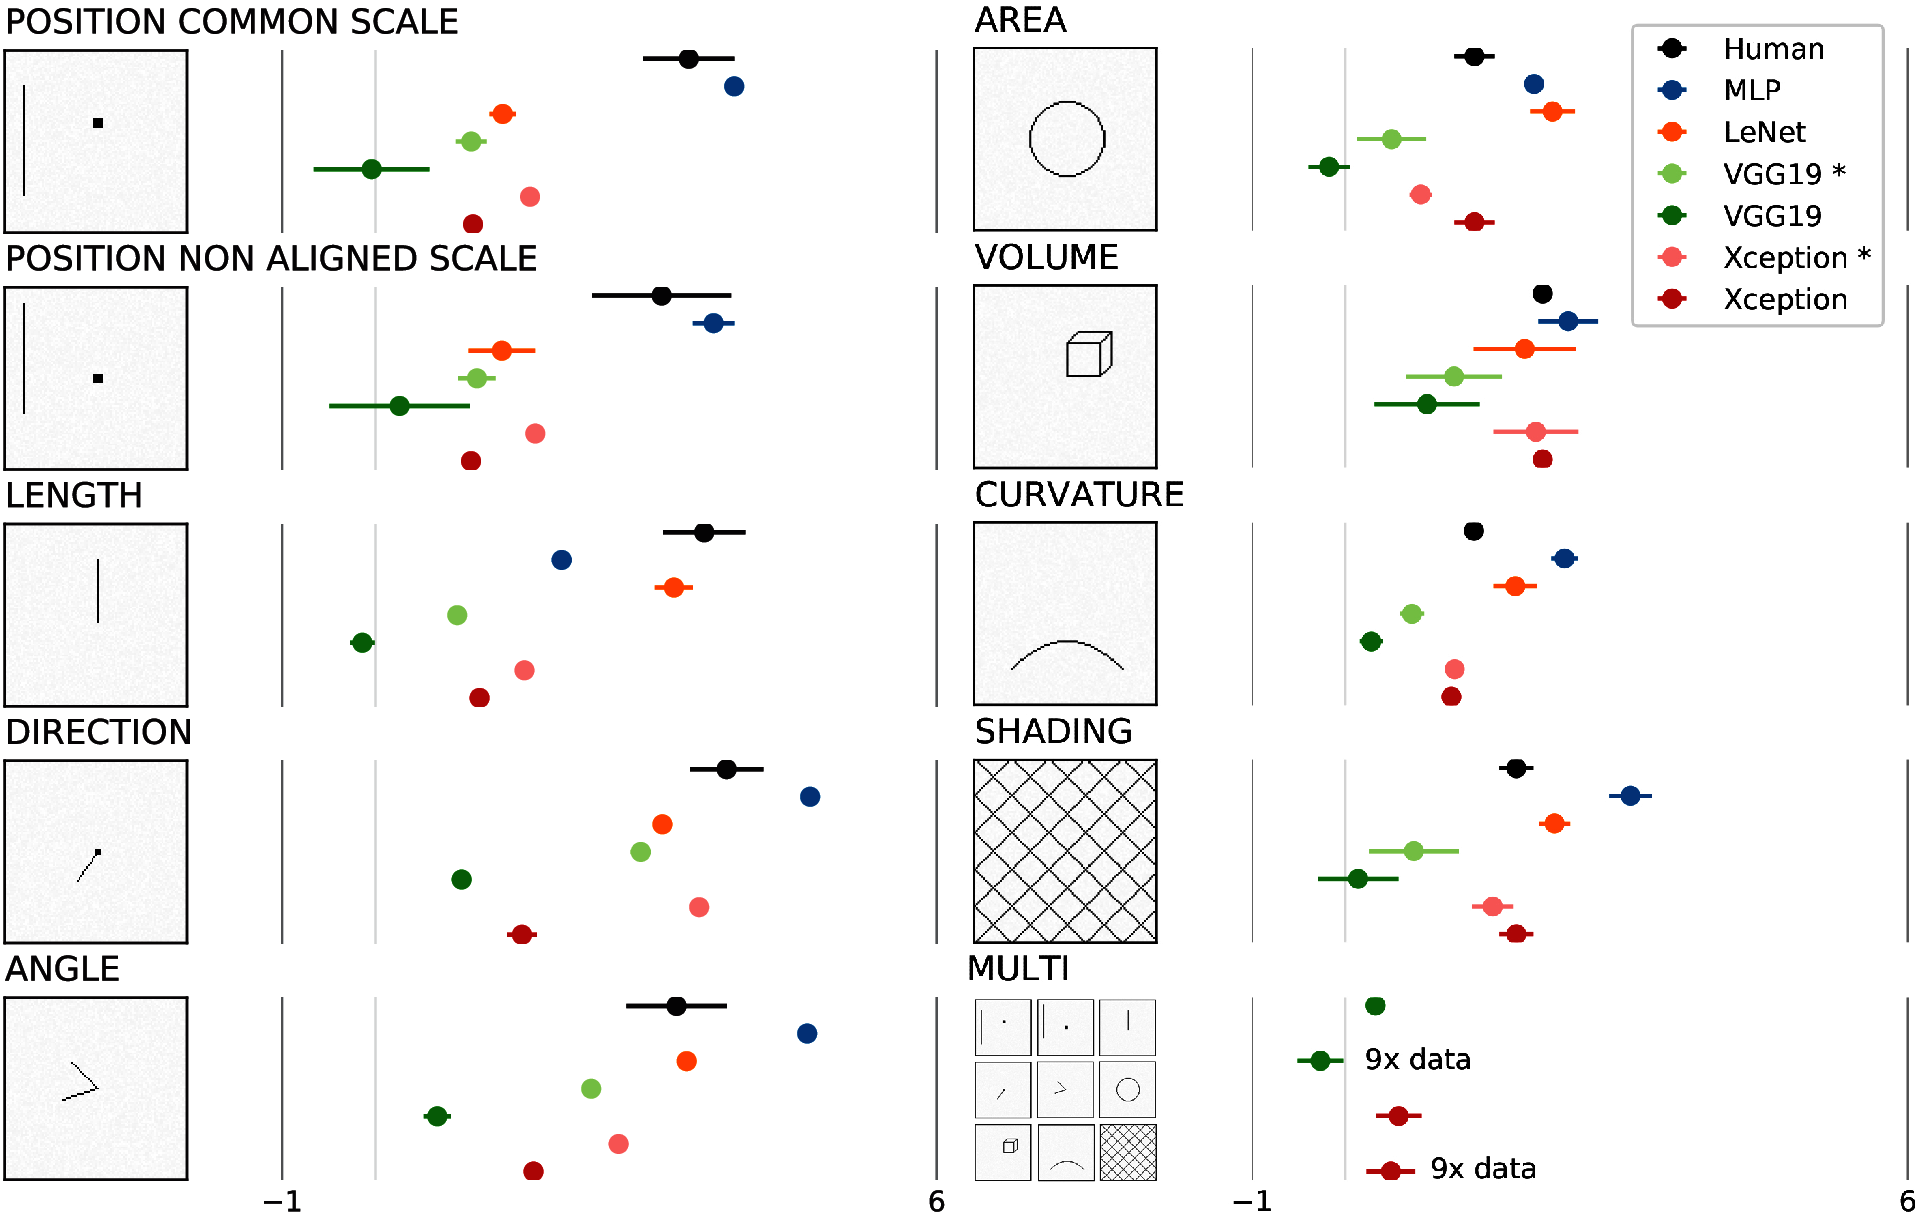 POSITION COMMON SCALE
POSITION NON ALIGNED SCALE
LENGTH
DIRECTION
ANGLE
−1
6
AREA
VOLUME
CURVATURE
SHADING
MULTI
9x data
9x data
−1
6
Human
MLP
LeNet
VGG19 *
VGG19
Xception *
Xception